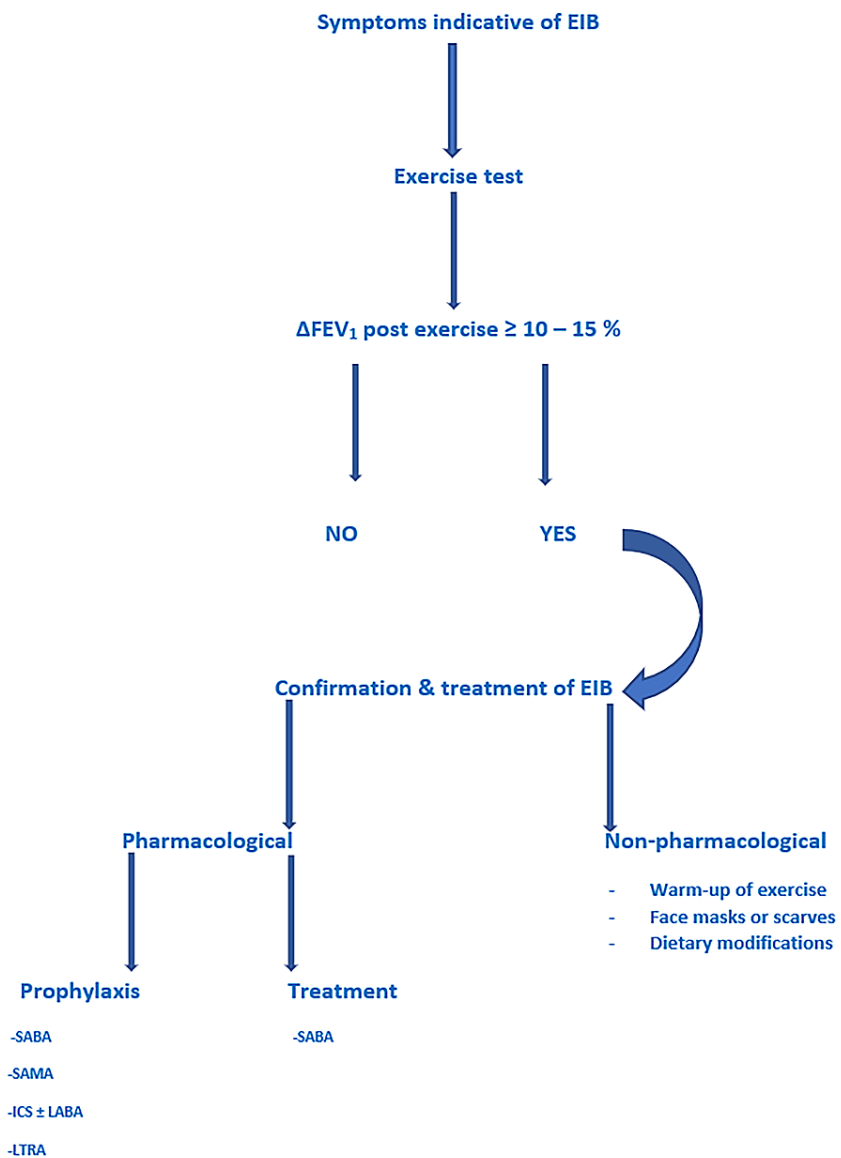 Symptoms indicative of EIB
Exercise test
ΔFEV₁ post exercise ≥ 10 – 15 %
NO
YES
Confirmation & treatment of EIB
Pharmacological
Non-pharmacological
- Warm-up of exercise
- Face masks or scarves
- Dietary modifications
Prophylaxis
Treatment
-SABA
-SABA
-SAMA
-ICS ± LABA
-LTRA